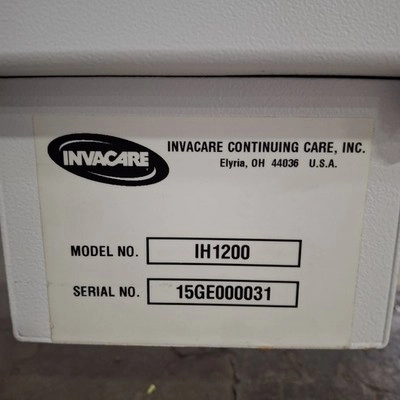 INVACARE
INVACARE CONTINUING CARE, INC.
Elyria, OH 44036 U.S.A.
MODEL NO. IH1200
SERIAL NO. 15GE000031